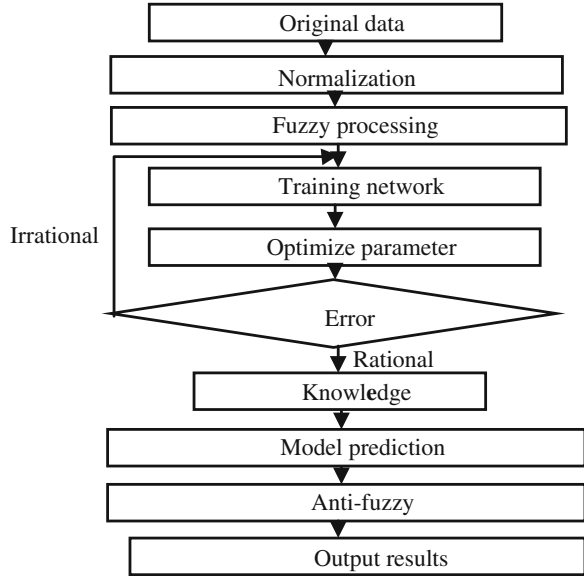 Original data
Normalization
Fuzzy processing
Training network
Irrational
Optimize parameter
Error
Rational
Knowledge
Model prediction
Anti-fuzzy
Output results